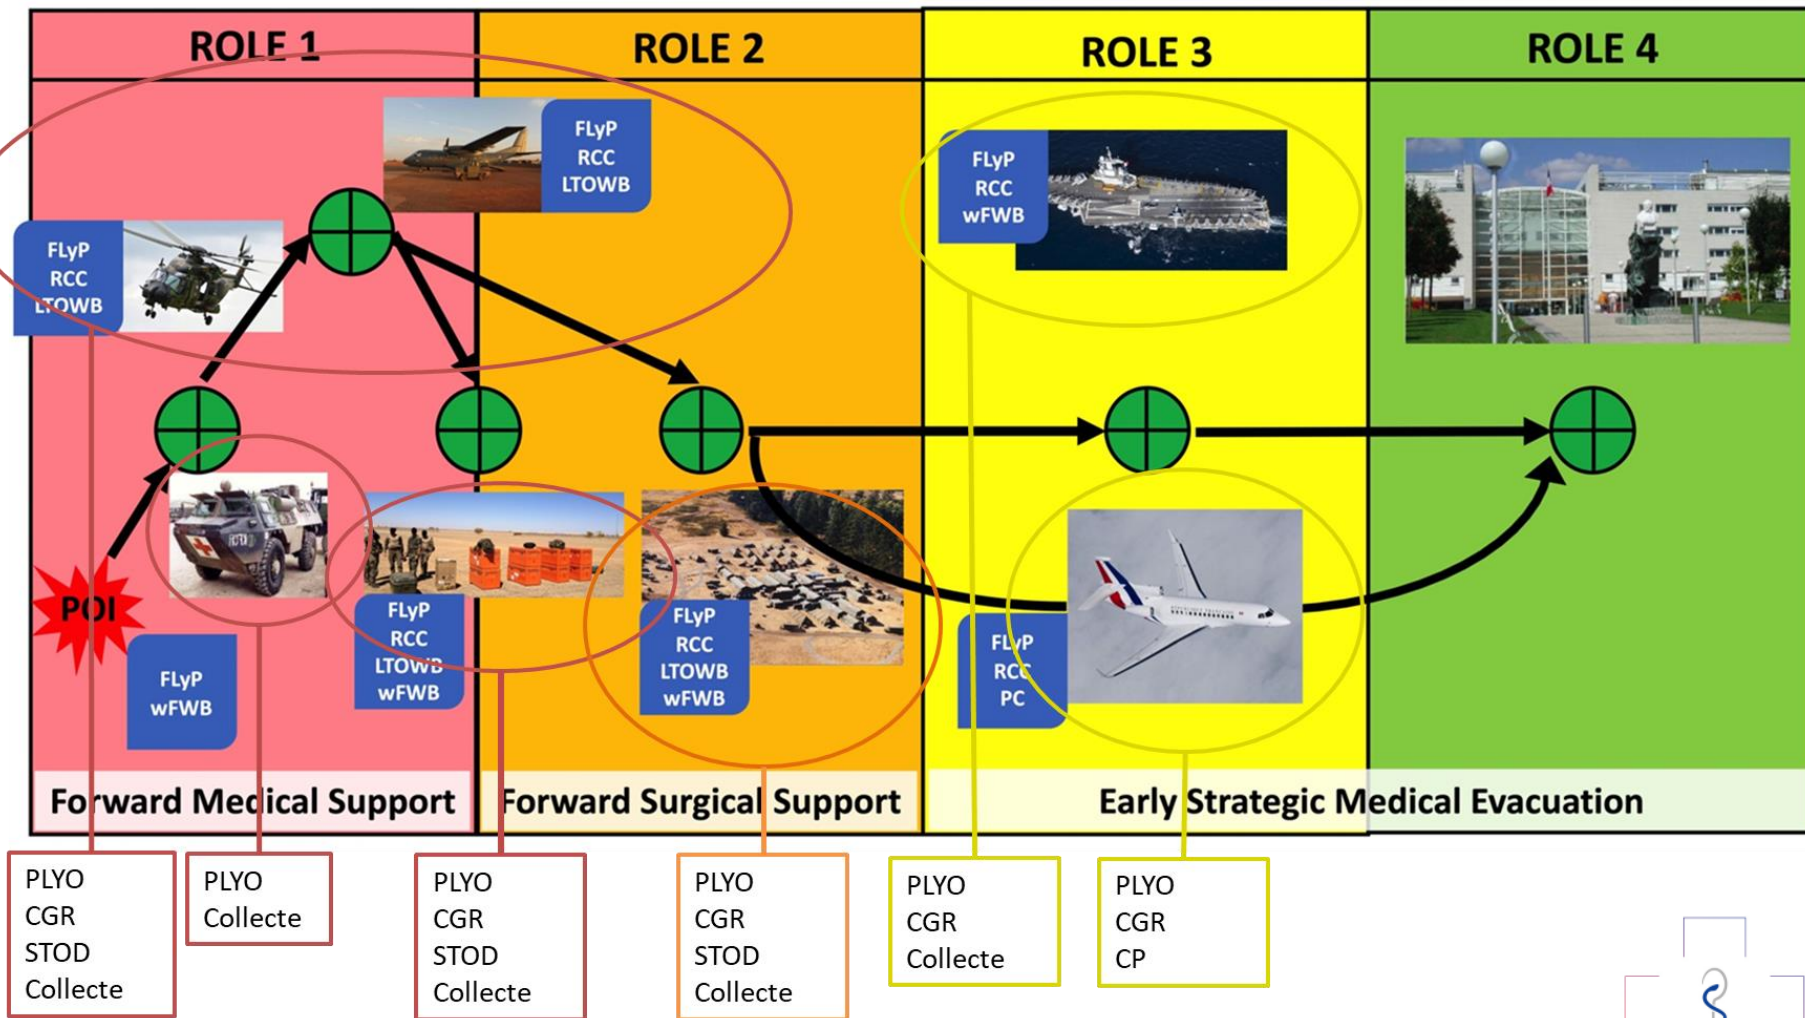 ROLE 1
ROLE 2
ROLE 3
ROLE 4
FLyP
RCC
LTOWB
FLyP
RCC
LTOWB
FLyP
RCC
wFWB
POI
FLyP
wFWB
FLyP
RCC
LTOWB
wFWB
FLyP
RCC
LTOWB
wFWB
FLyP
RCC
PC
Forward Medical Support
Forward Surgical Support
Early Strategic Medical Evacuation
PLYO
CGR
STOD
Collecte
PLYO
Collecte
PLYO
CGR
STOD
Collecte
PLYO
CGR
STOD
Collecte
PLYO
CGR
Collecte
PLYO
CGR
CP